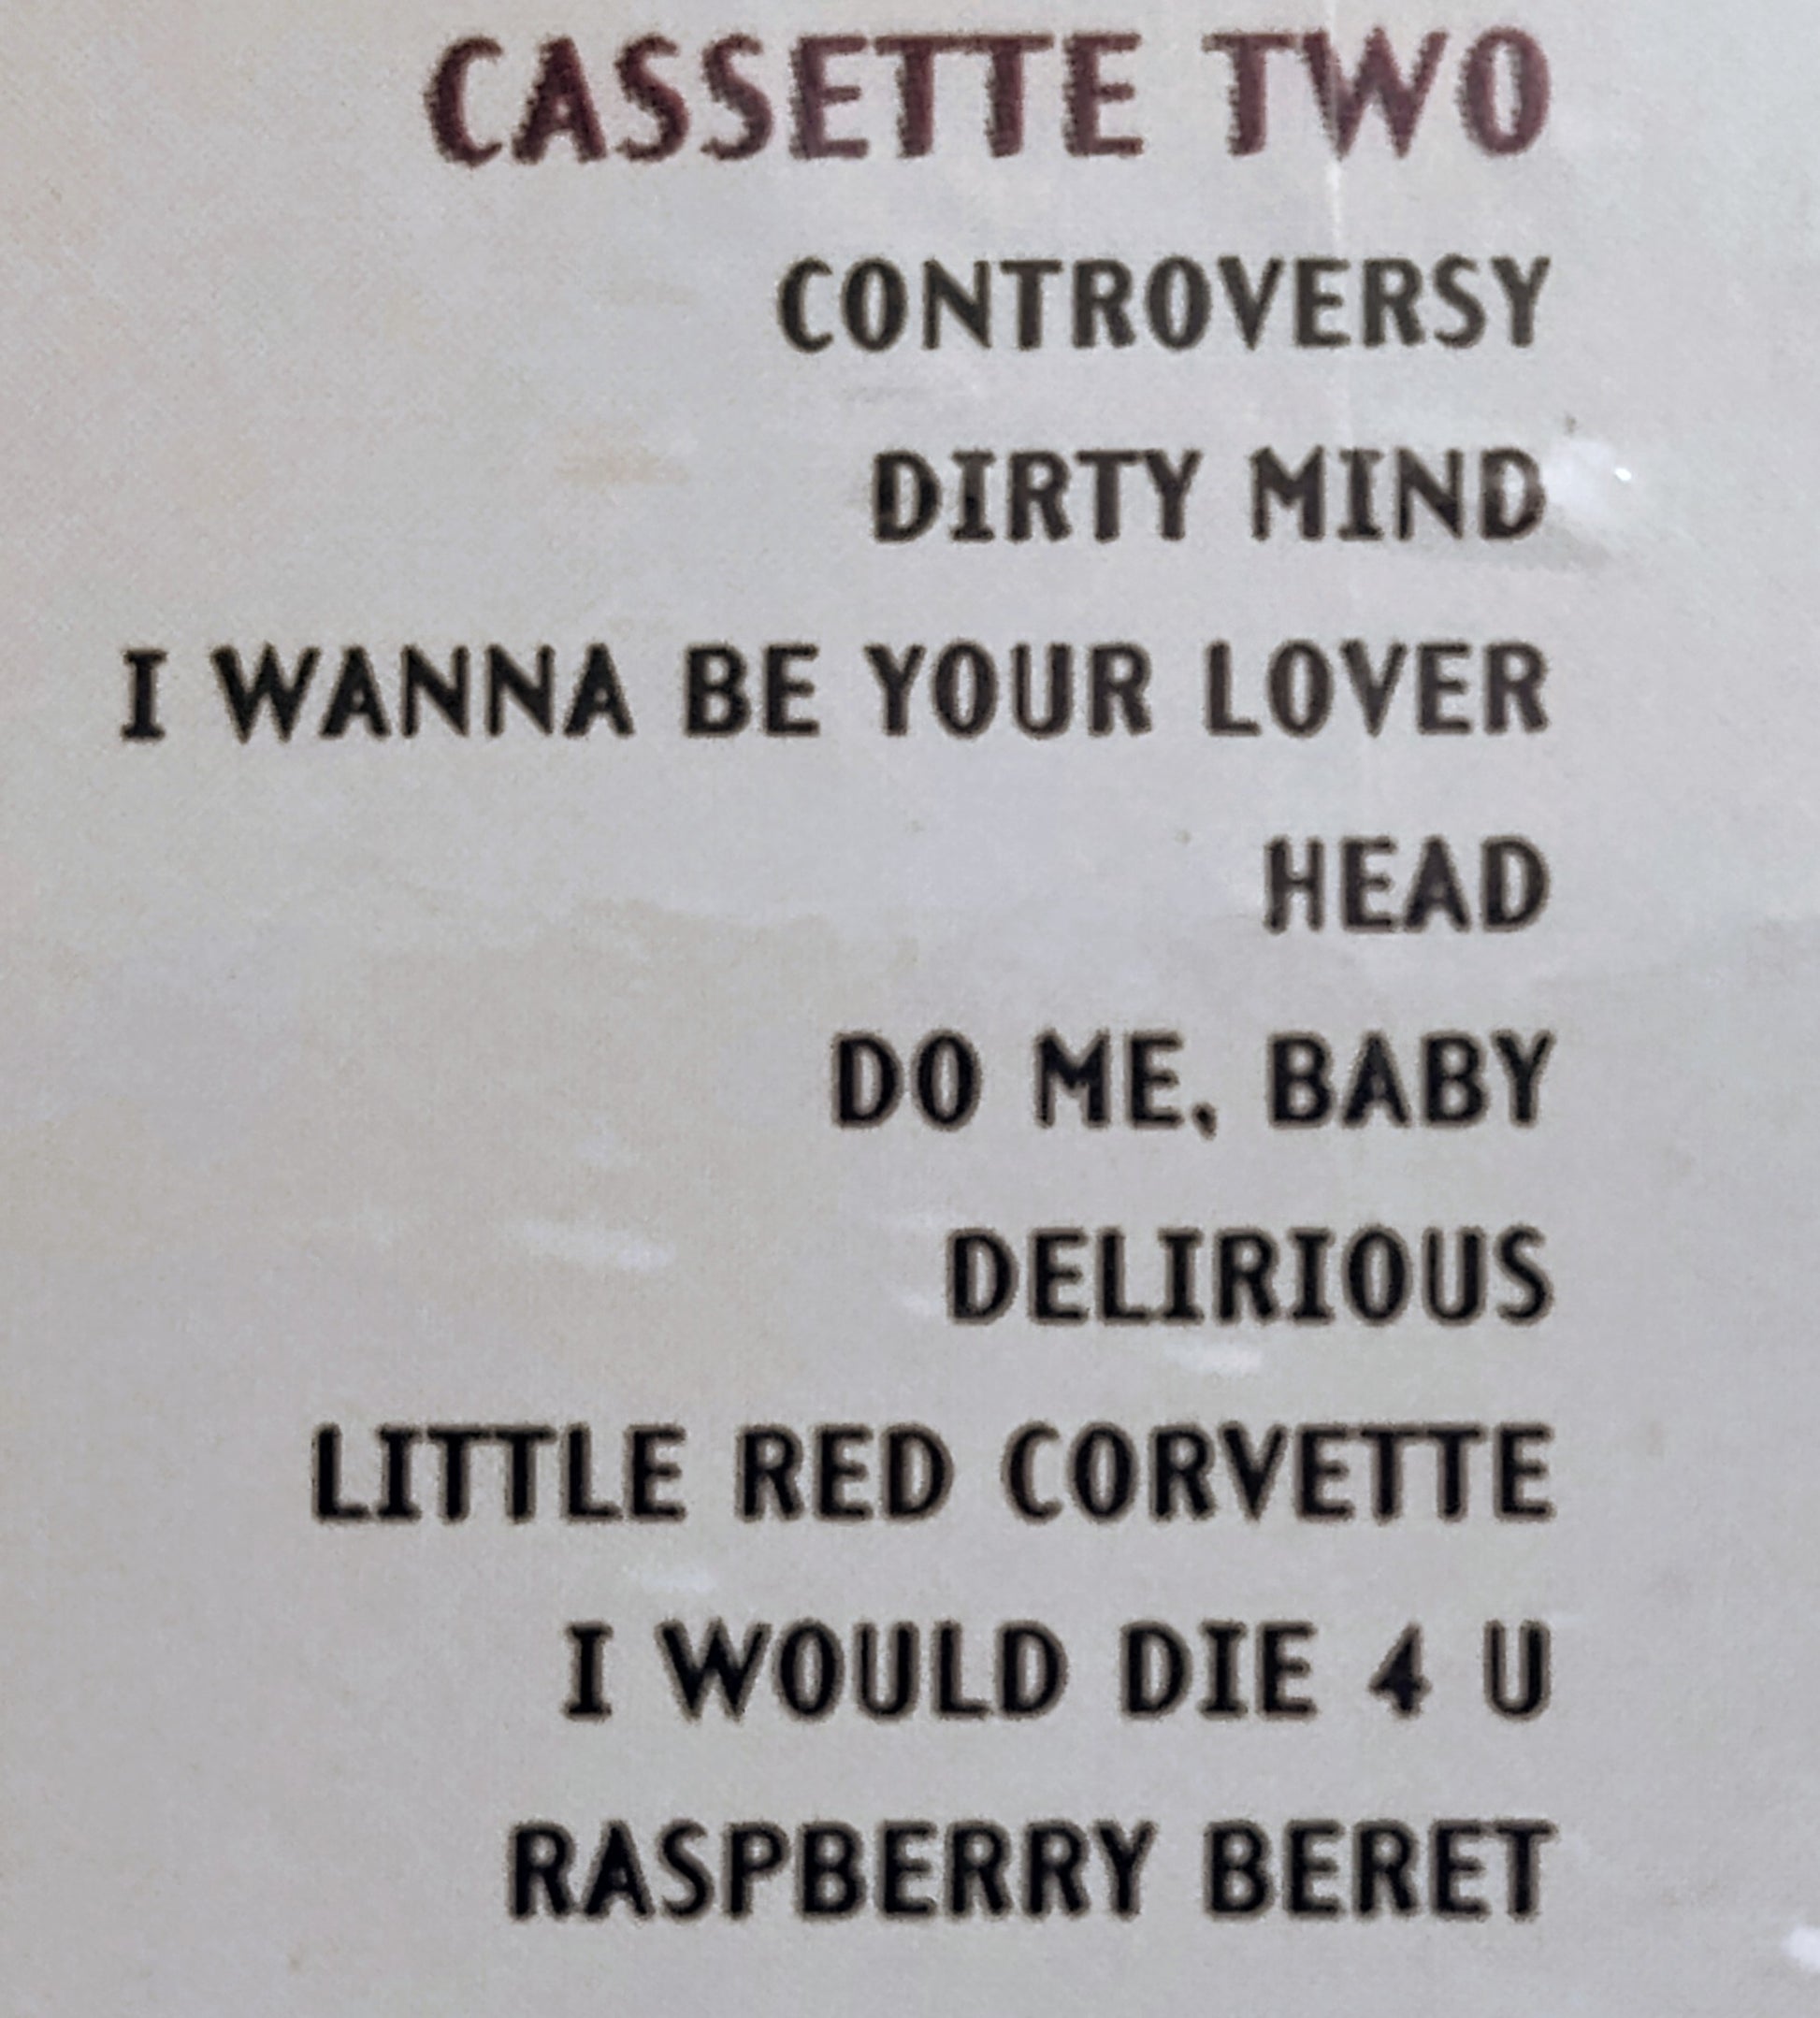 CASSETTE TWO
CONTROVERSY
DIRTY MIND
I WANNA BE YOUR LOVER
HEAD
DO ME, BABY
DELIRIOUS
LITTLE RED CORVETTE
I WOULD DIE 4 U
RASPBERRY BERET